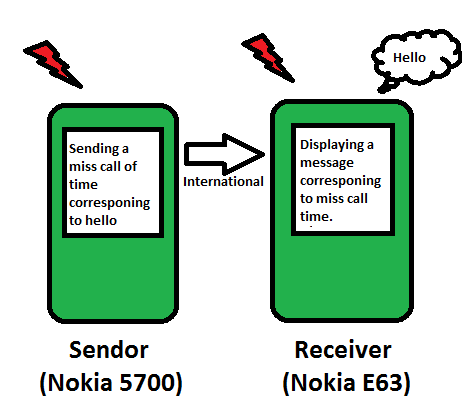 Hello
Sending a
miss call of
time
corresponing
to hello
International
Displaying a
message
corresponing
to miss call
time.
Sendor
(Nokia 5700)
Receiver
(Nokia E63)